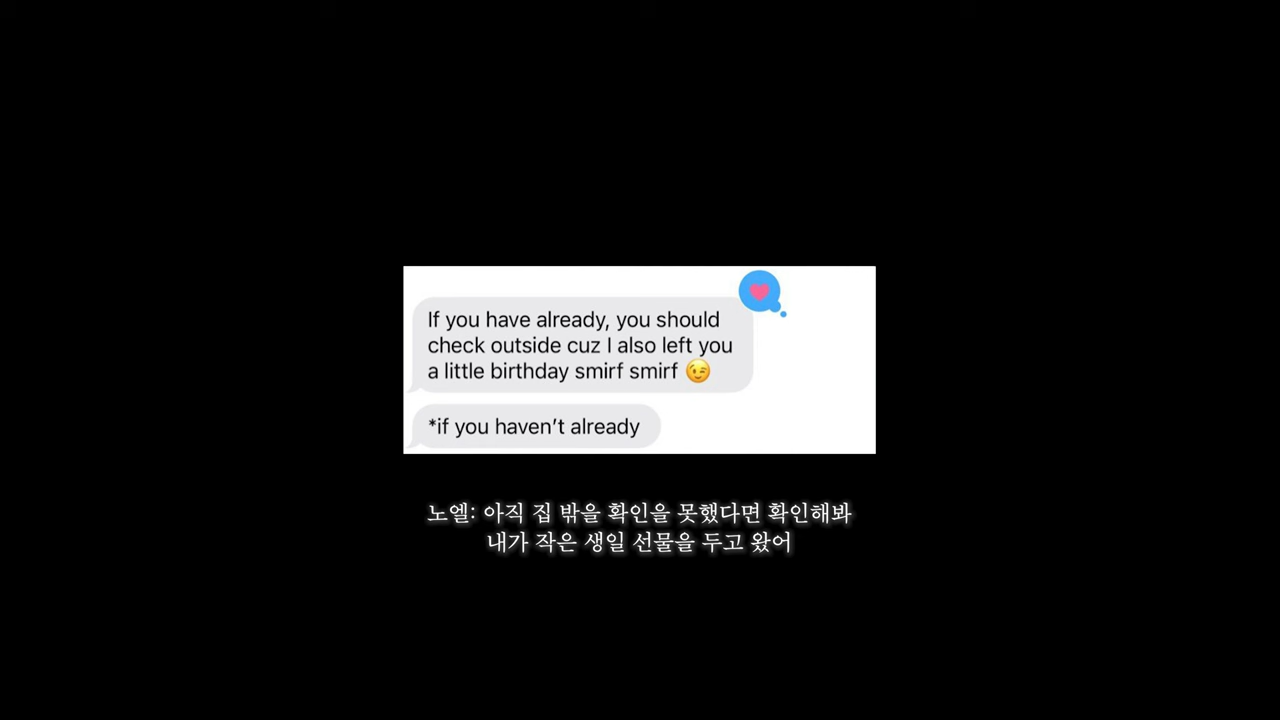 If you have already, you should
check outside cuz I also left you
a little birthday smirf smirf 😉
*if you haven't already
노엘: 아직 집 밖을 확인을 못했다면 확인해봐
내가 작은 생일 선물을 두고 왔어